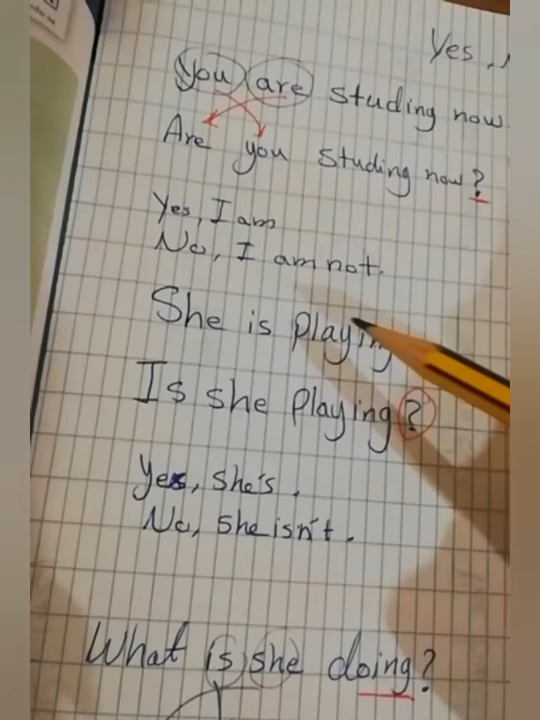 Yes,
You are studing now.
Are you studing now?
Yes, I am
No, I am not.
She is playing
Is she playing?
Yes, she's.
No, she isn't.
What is she doing?